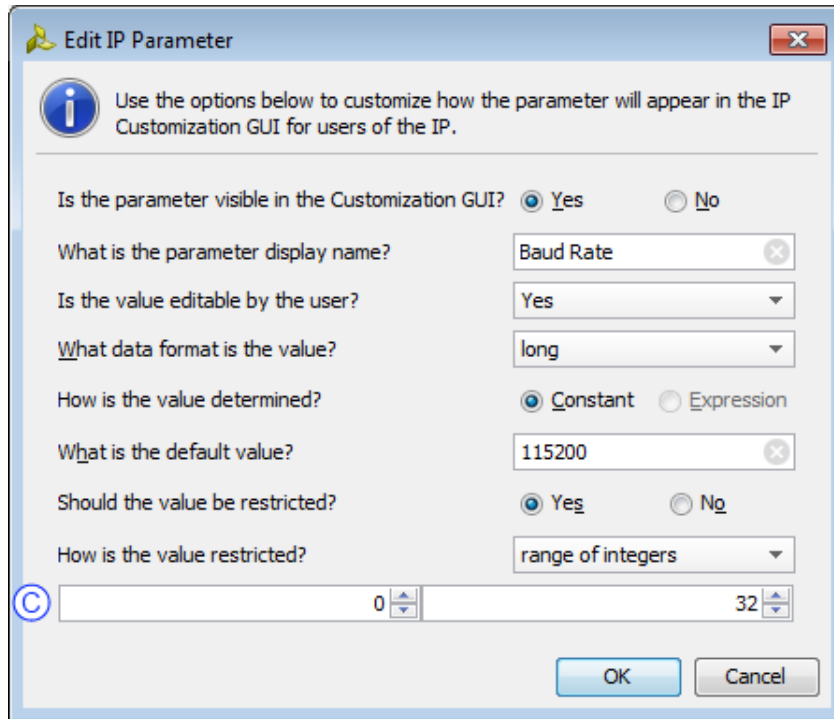 Edit IP Parameter
Use the options below to customize how the parameter will appear in the IP
Customization GUI for users of the IP.
Is the parameter visible in the Customization GUI? Yes No
What is the parameter display name? Baud Rate
Is the value editable by the user? Yes
What data format is the value? long
How is the value determined? Constant Expression
What is the default value? 115200
Should the value be restricted? Yes No
How is the value restricted? range of integers
C 0 32
OK Cancel